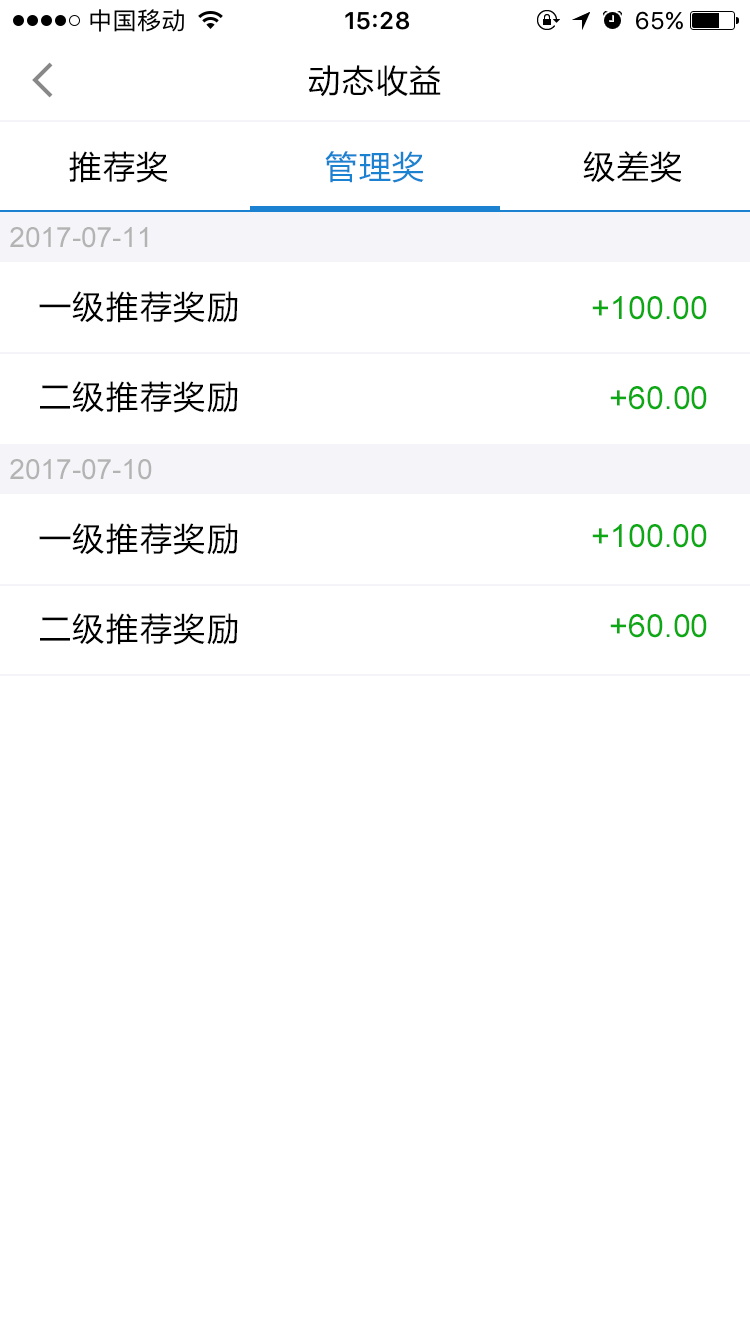 中国移动 15:28 65%
动态收益
推荐奖 管理奖 级差奖
2017-07-11
一级推荐奖励 +100.00
二级推荐奖励 +60.00
2017-07-10
一级推荐奖励 +100.00
二级推荐奖励 +60.00